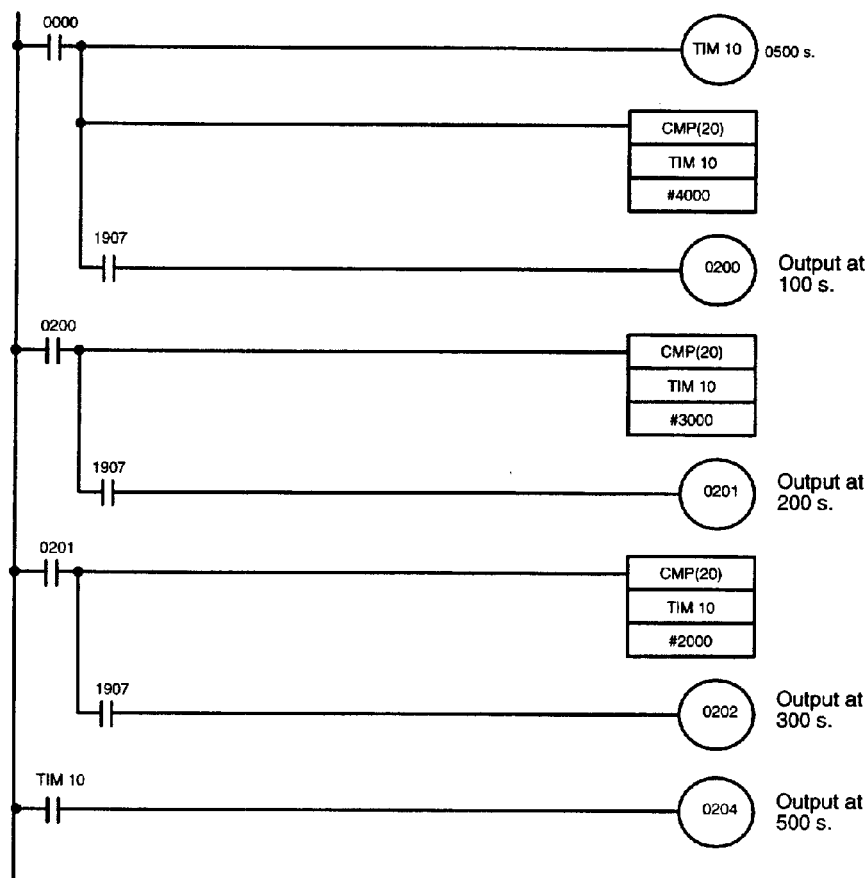 0000
TIM 10
0500 s.
CMP(20)
TIM 10
#4000
1907
0200
Output at
100 s.
0200
CMP(20)
TIM 10
#3000
1907
0201
Output at
200 s.
0201
CMP(20)
TIM 10
#2000
1907
0202
Output at
300 s.
TIM 10
0204
Output at
500 s.